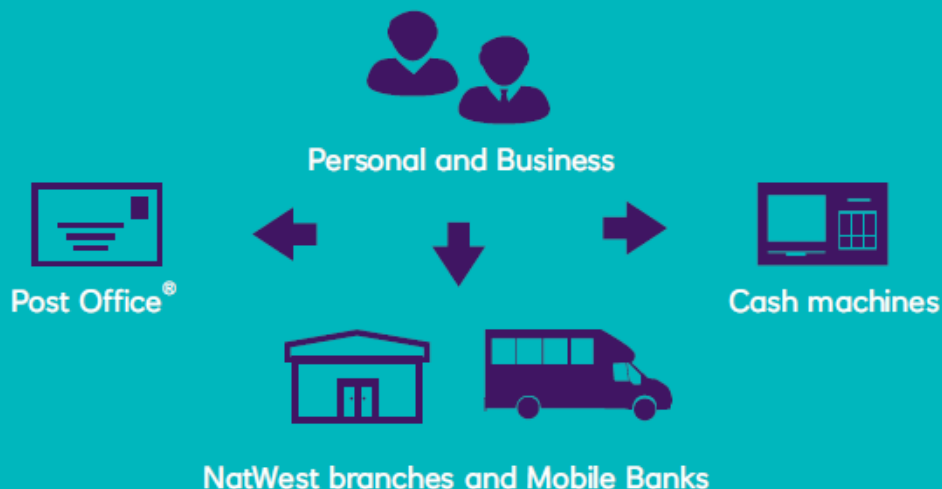 Personal and Business
Post Office®
Cash machines
NatWest branches and Mobile Banks